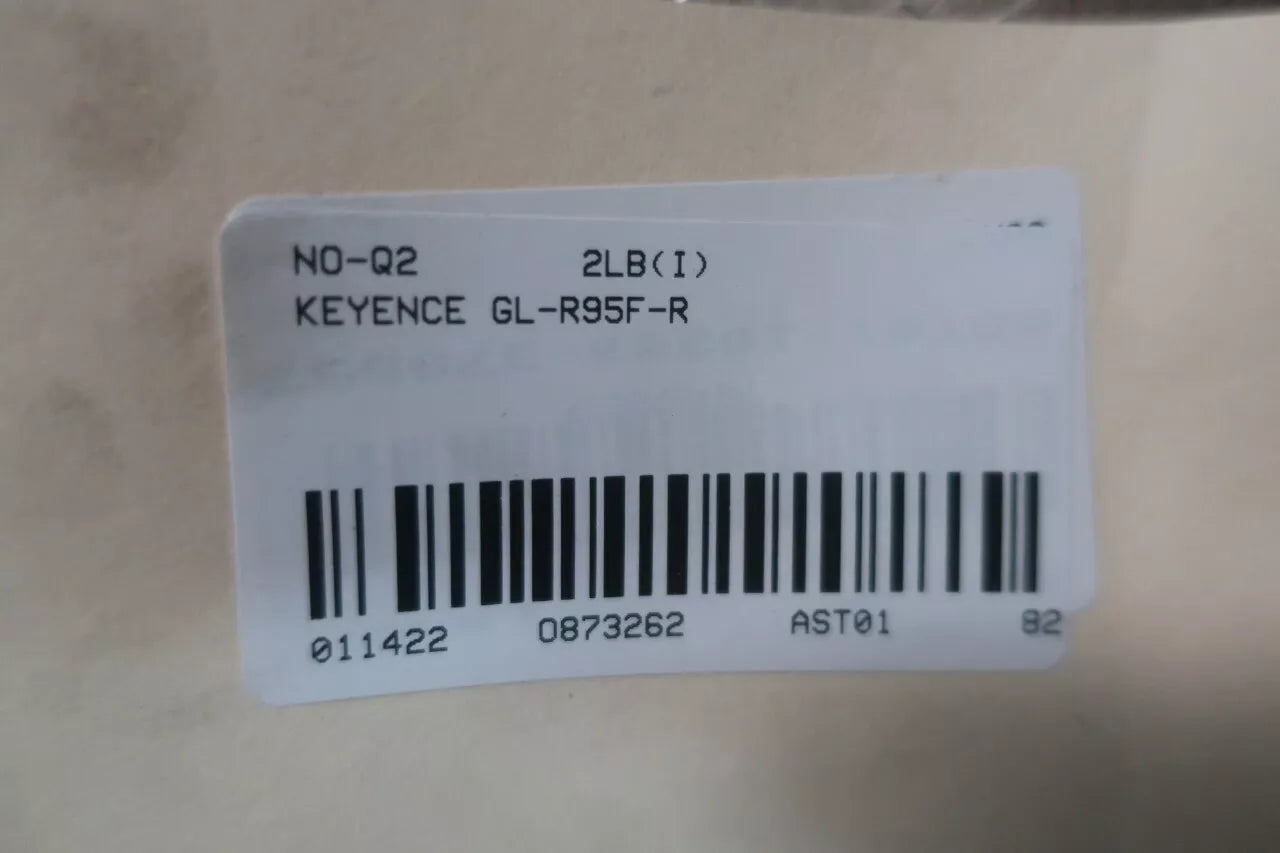 NO-Q2 2LB(I)
KEYENCE GL-R95F-R
011422 0873262 AST01 82